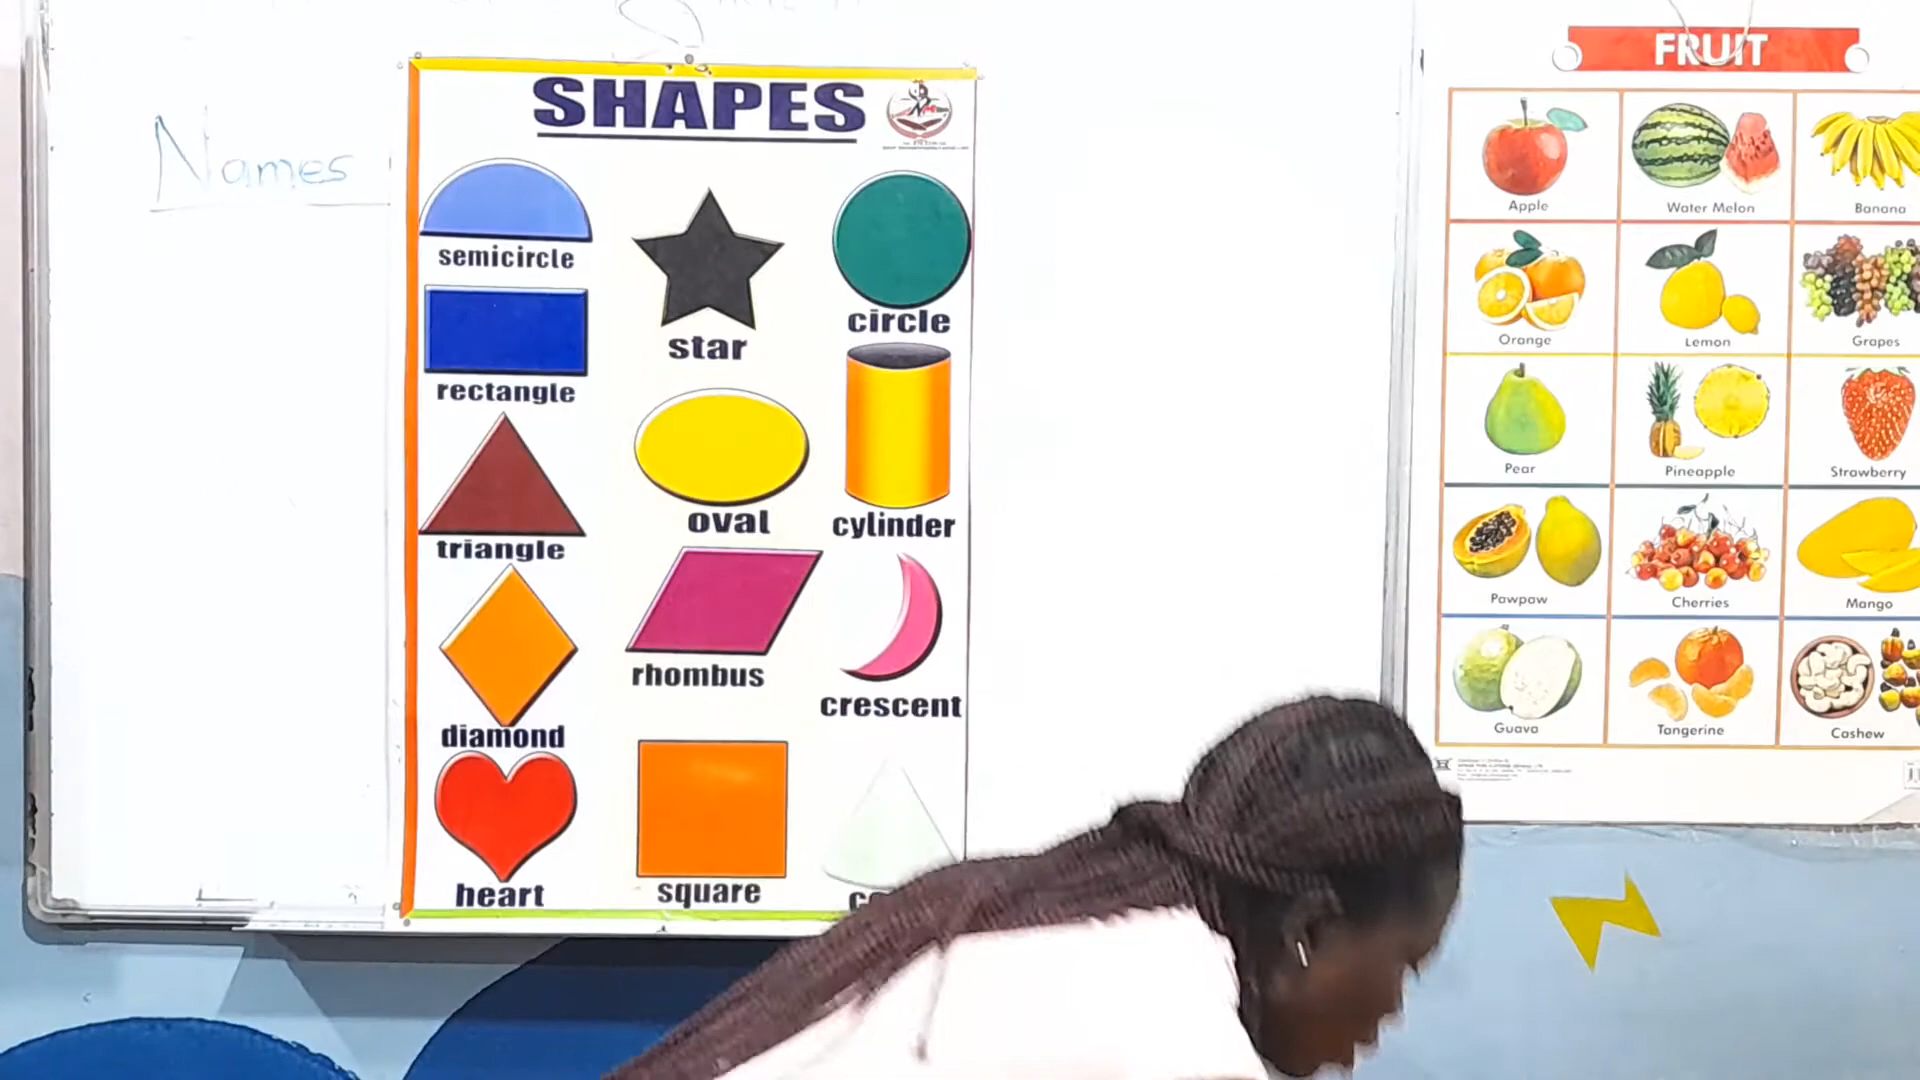 Names
SHAPES
semicircle
star
circle
rectangle
oval
cylinder
triangle
rhombus
crescent
diamond
heart
square
FRUIT
Apple
Water Melon
Banana
Orange
Lemon
Grapes
Pear
Pineapple
Strawberry
Pawpaw
Cherries
Mango
Guava
Tangerine
Cashew